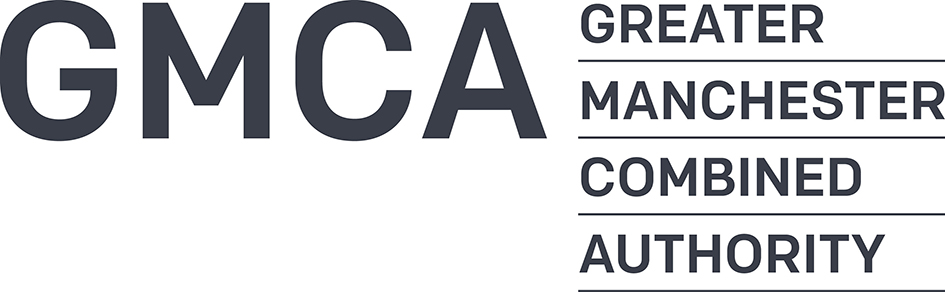 GMCA
GREATER
MANCHESTER
COMBINED
AUTHORITY